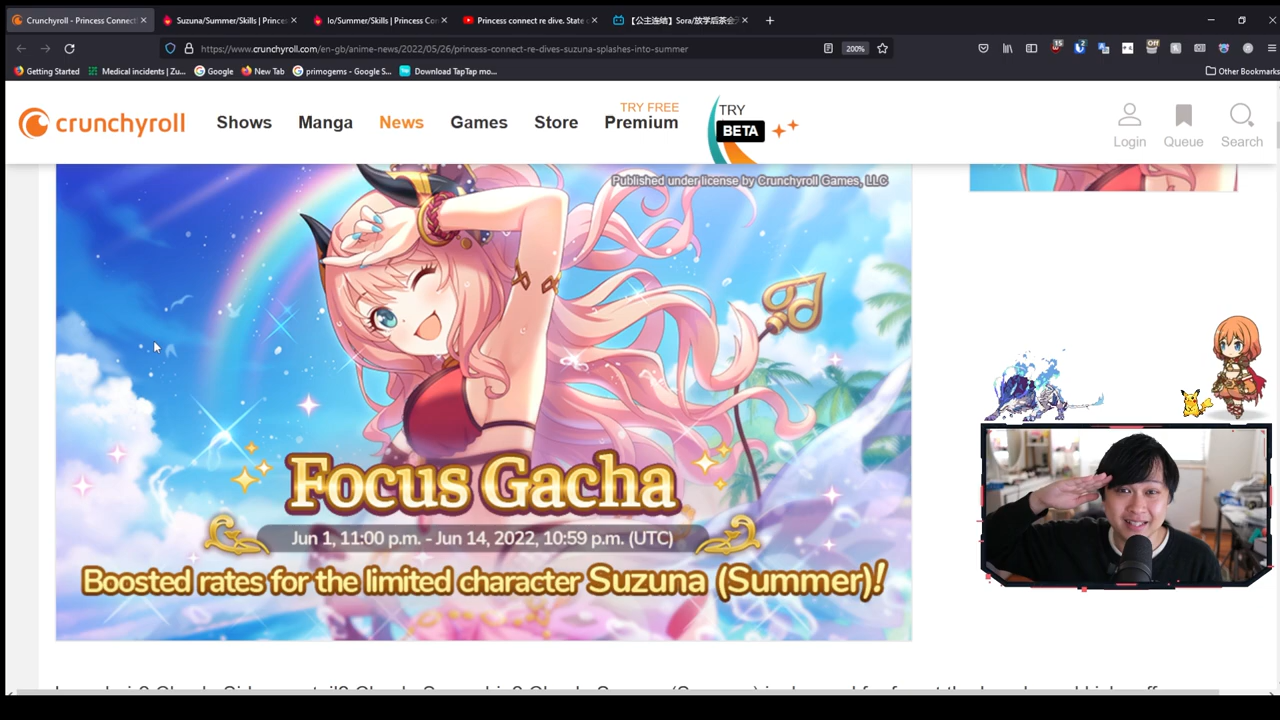 Crunchyroll - Princess Connect
Suzuna/Summer/Skills | Princes
Io/Summer/Skills | Princess Con
Princess connect re dive. State o
【公主连结】Sora/放学后茶会
https://www.crunchyroll.com/en-gb/anime-news/2022/05/26/princess-connect-re-dives-suzuna-splashes-into-summer
200%
15
2
Off
Getting Started
Medical incidents | Zu...
Google
New Tab
primogems - Google S...
Download TapTap mo...
Other Bookmarks
crunchyroll
Shows
Manga
News
Games
Store
TRY FREE
Premium
TRY
BETA
Login
Queue
Search
Published under license by Crunchyroll Games, LLC
Focus Gacha
Jun 1, 11:00 p.m. - Jun 14, 2022, 10:59 p.m. (UTC)
Boosted rates for the limited character Suzuna (Summer)!